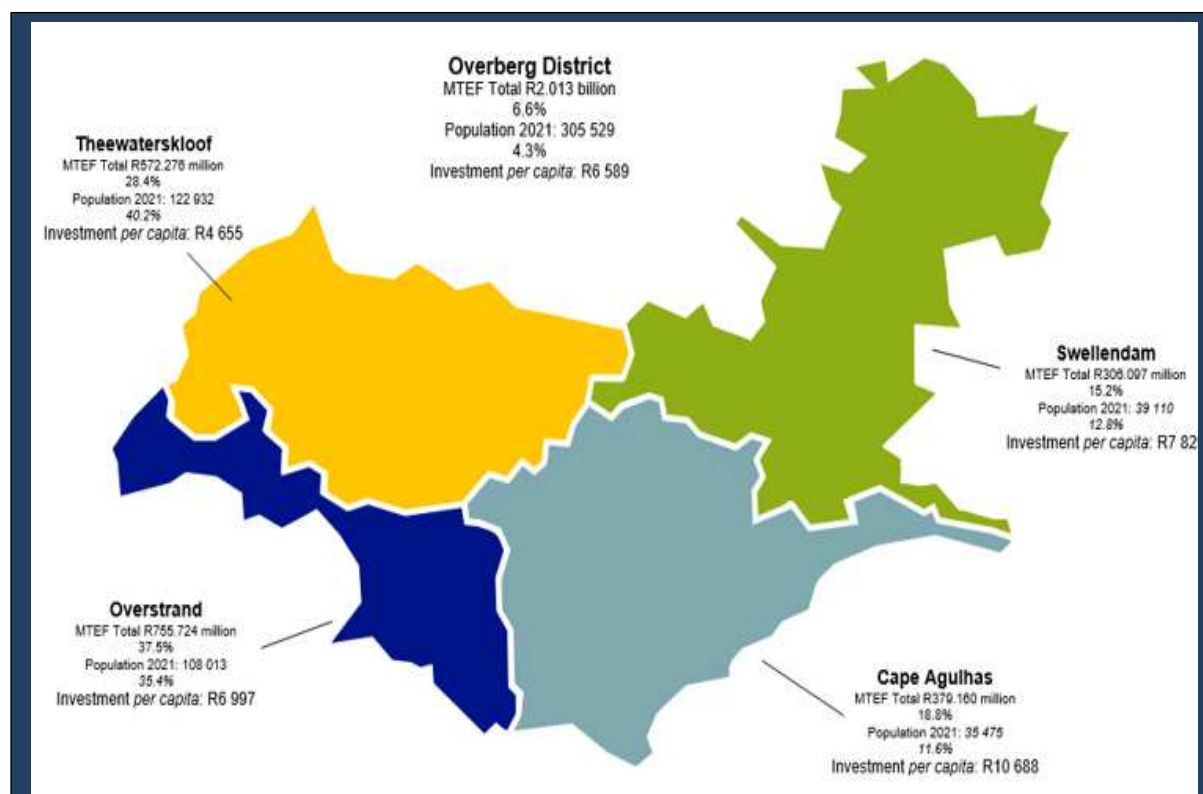 Overberg District
MTEF Total R2.013 billion
6.6%
Population 2021: 305 529
4.3%
Investment per capita: R6 589
Theewaterskloof
MTEF Total R572.276 million
28.4%
Population 2021: 122 932
40.2%
Investment per capita: R4 655
Swellendam
MTEF Total R306.097 million
15.2%
Population 2021: 39 110
12.8%
Investment per capita: R7 82
Overstrand
MTEF Total R755.724 million
37.5%
Population 2021: 108 013
35.4%
Investment per capita: R6 997
Cape Agulhas
MTEF Total R379.160 million
18.8%
Population 2021: 35 475
11.6%
Investment per capita: R10 688